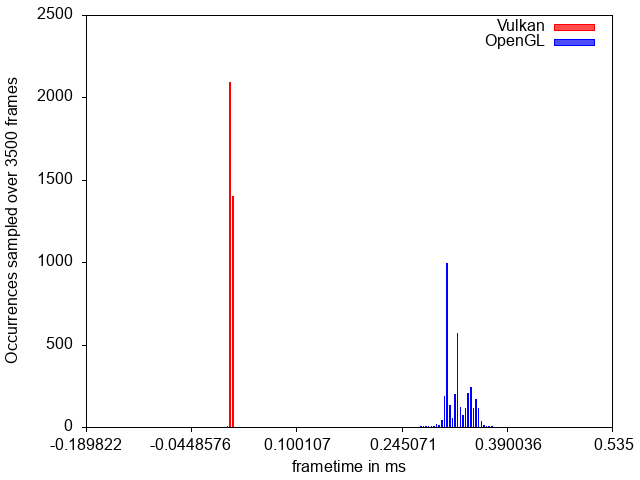 2500
2000
1500
1000
500
0
Occurrences sampled over 3500 frames
Vulkan
OpenGL
-0.189822 -0.0448576 0.100107 0.245071 0.390036 0.535
frametime in ms